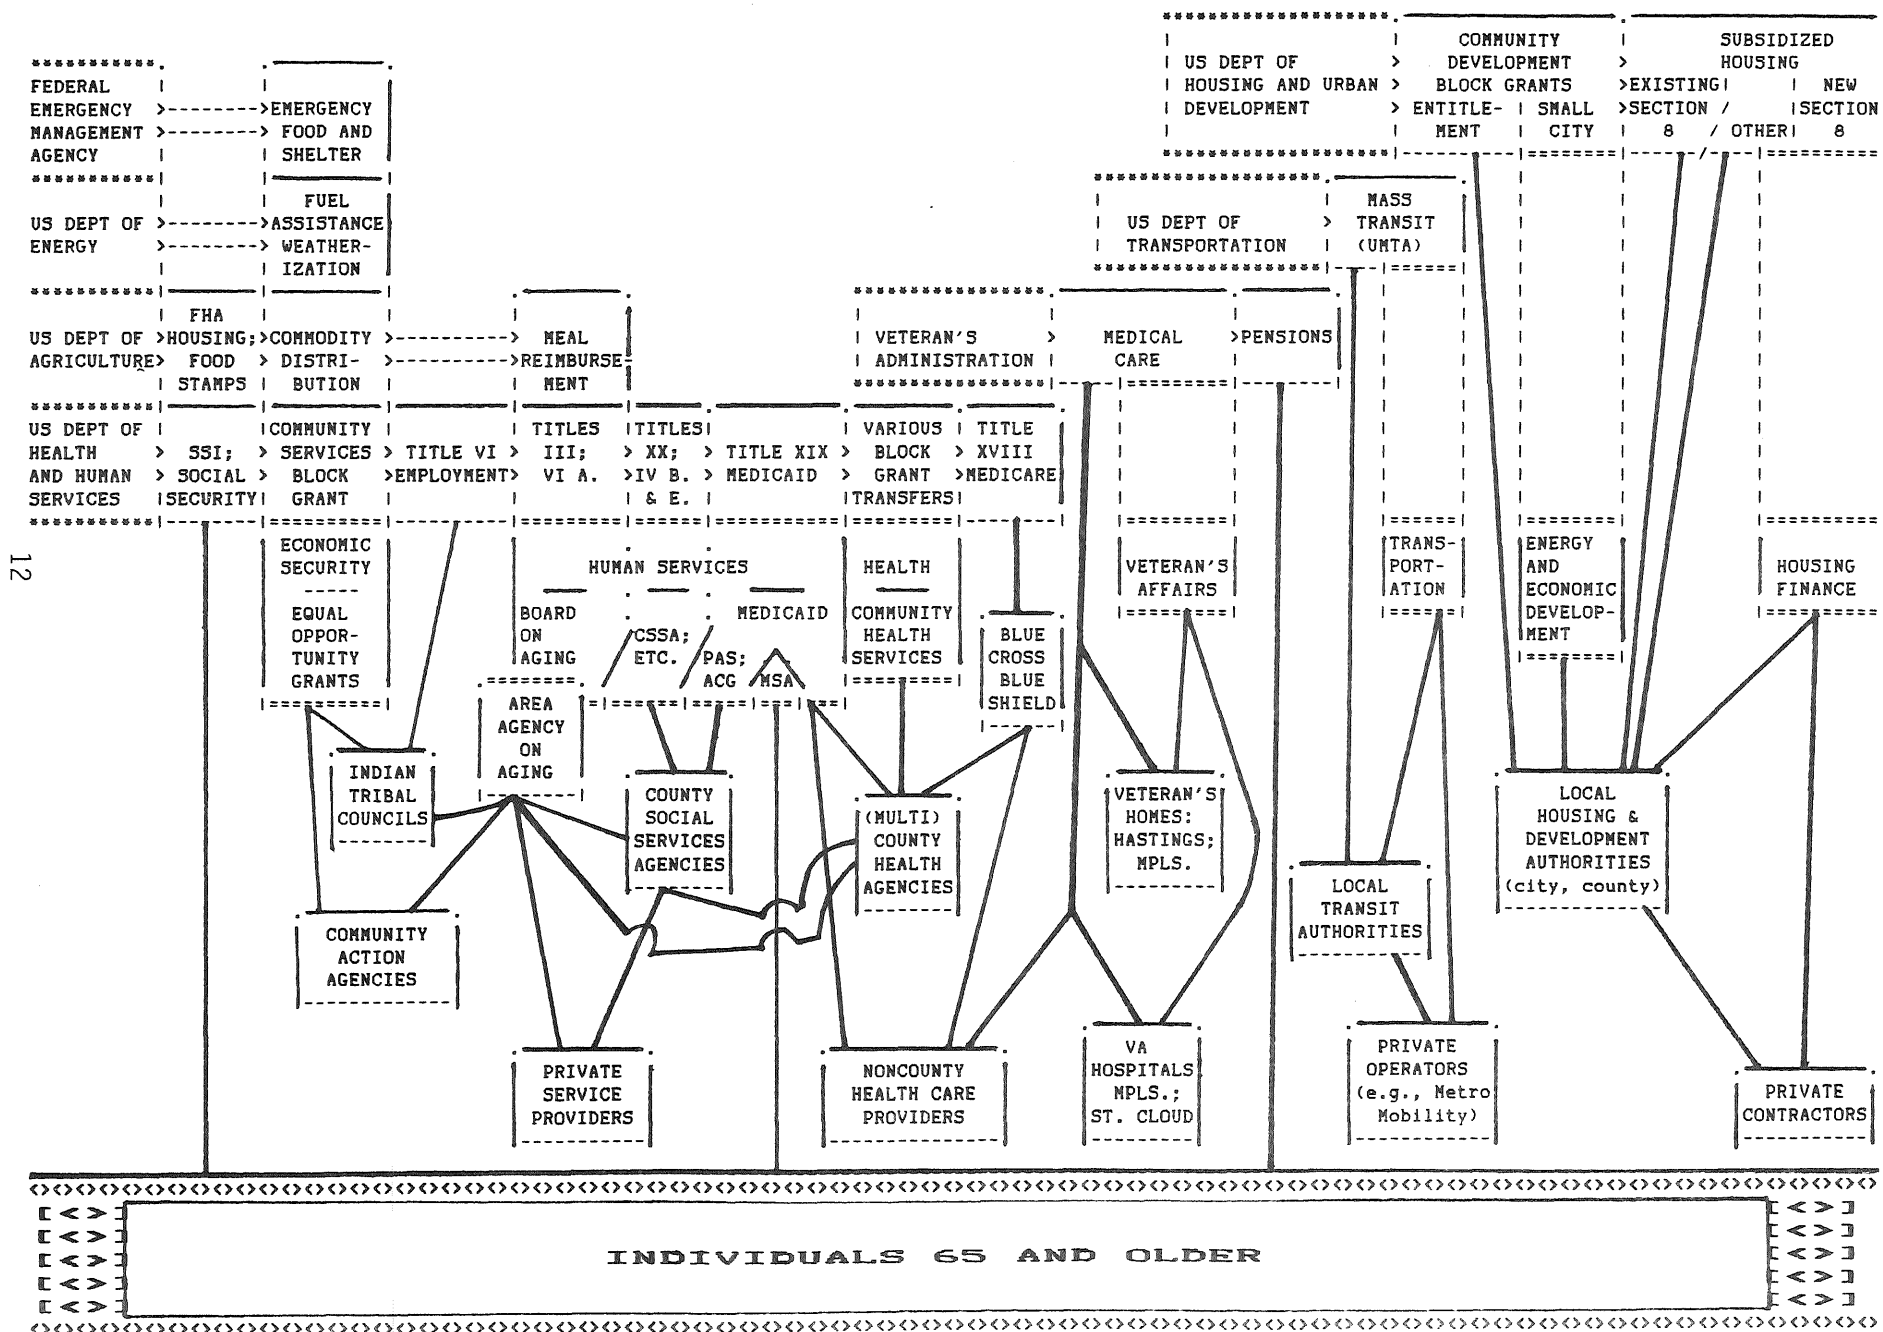 US DEPT OF
HOUSING AND URBAN
DEVELOPMENT
COMMUNITY
DEVELOPMENT
BLOCK GRANTS
ENTITLE-
MENT
SMALL
CITY
SUBSIDIZED
HOUSING
EXISTING
SECTION /
8 / OTHER
NEW
SECTION
8
FEDERAL
EMERGENCY
MANAGEMENT
AGENCY
EMERGENCY
FOOD AND
SHELTER
US DEPT OF
ENERGY
FUEL
ASSISTANCE
WEATHER-
IZATION
US DEPT OF
TRANSPORTATION
MASS
TRANSIT
(UMTA)
US DEPT OF
AGRICULTURE
FHA
HOUSING;
FOOD
STAMPS
COMMODITY
DISTRI-
BUTION
MEAL
REIMBURSE-
MENT
VETERAN'S
ADMINISTRATION
MEDICAL
CARE
PENSIONS
US DEPT OF
HEALTH
AND HUMAN
SERVICES
SSI;
SOCIAL
SECURITY
COMMUNITY
SERVICES
BLOCK
GRANT
TITLE VI
EMPLOYMENT
TITLES
III;
VI A.
TITLES
XX;
IV B.
& E.
TITLE XIX
MEDICAID
VARIOUS
BLOCK
GRANT
TRANSFERS
TITLE
XVIII
MEDICARE
12
ECONOMIC
SECURITY
-----
EQUAL
OPPOR-
TUNITY
GRANTS
HUMAN SERVICES
BOARD
ON
AGING
CSSA;
ETC.
PAS;
ACG
MEDICAID
MSA
HEALTH
COMMUNITY
HEALTH
SERVICES
BLUE
CROSS
BLUE
SHIELD
VETERAN'S
AFFAIRS
TRANS-
PORT-
ATION
ENERGY
AND
ECONOMIC
DEVELOP-
MENT
HOUSING
FINANCE
AREA
AGENCY
ON
AGING
INDIAN
TRIBAL
COUNCILS
COUNTY
SOCIAL
SERVICES
AGENCIES
(MULTI)
COUNTY
HEALTH
AGENCIES
VETERAN'S
HOMES:
HASTINGS;
MPLS.
LOCAL
HOUSING &
DEVELOPMENT
AUTHORITIES
(city, county)
LOCAL
TRANSIT
AUTHORITIES
COMMUNITY
ACTION
AGENCIES
PRIVATE
SERVICE
PROVIDERS
NONCOUNTY
HEALTH CARE
PROVIDERS
VA
HOSPITALS
MPLS.;
ST. CLOUD
PRIVATE
OPERATORS
(e.g., Metro
Mobility)
PRIVATE
CONTRACTORS
INDIVIDUALS 65 AND OLDER